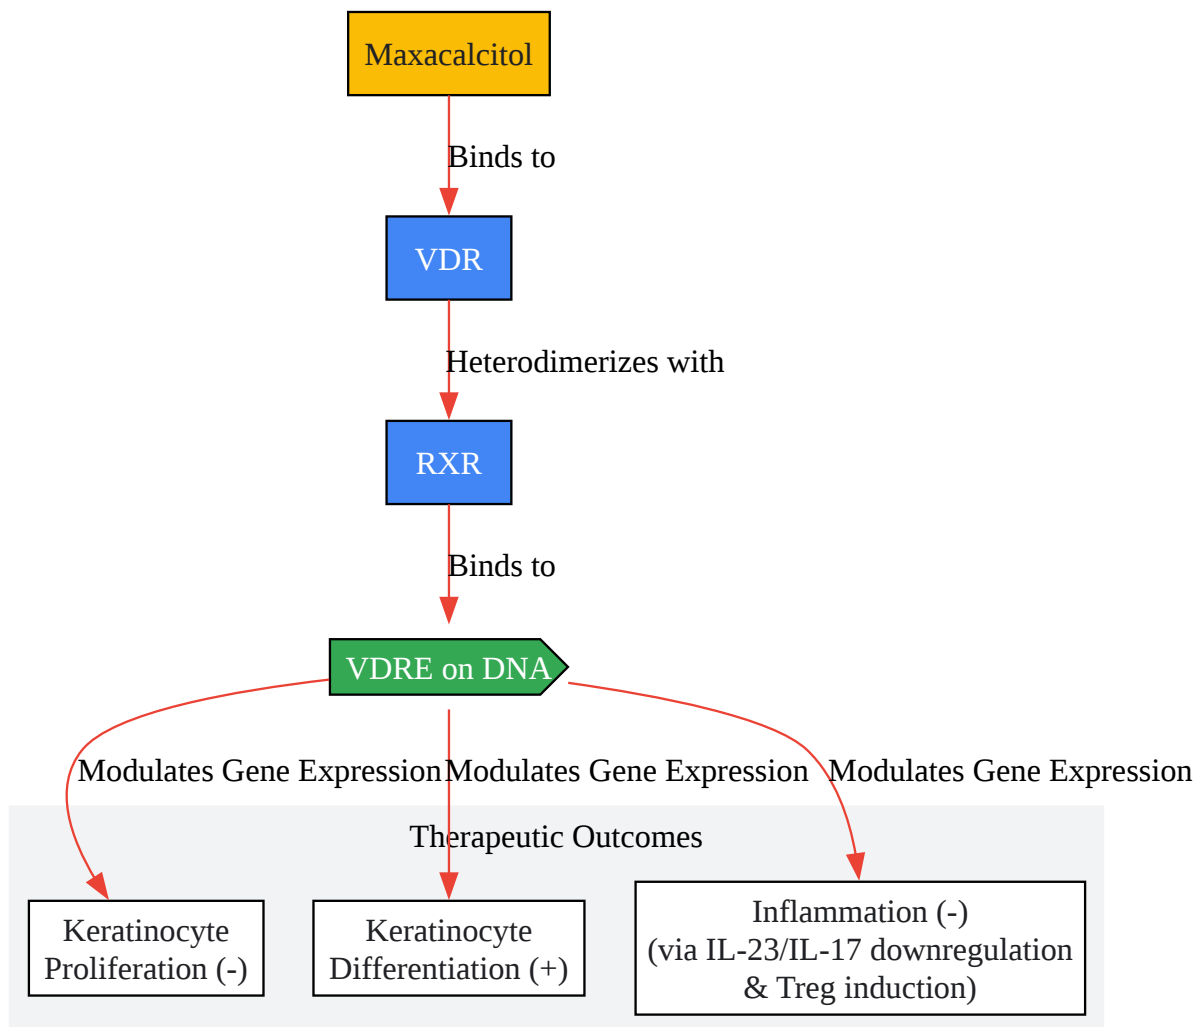 Maxacalcitol
Binds to
VDR
Heterodimerizes with
RXR
Binds to
VDRE on DNA
Modulates Gene Expression
Modulates Gene Expression
Modulates Gene Expression
Therapeutic Outcomes
Keratinocyte
Proliferation (-)
Keratinocyte
Differentiation (+)
Inflammation (-)
(via IL-23/IL-17 downregulation
& Treg induction)